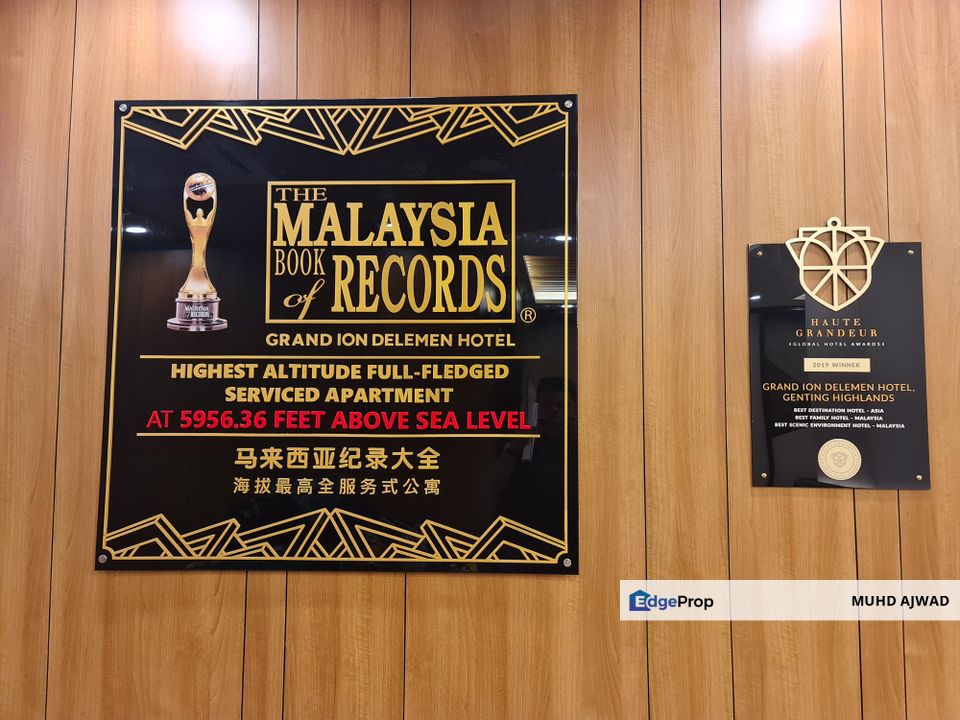 THE
MALAYSIA
BOOK
of RECORDS
®
MALAYSIA
RECORDS
GRAND ION DELEMEN HOTEL
HIGHEST ALTITUDE FULL-FLEDGED
SERVICED APARTMENT
AT 5956.36 FEET ABOVE SEA LEVEL
马来西亚纪录大全
海拔最高全服务式公寓
HAUTE
GRANDEUR
GLOBAL HOTEL AWARDS
2019 WINNER
GRAND ION DELEMEN HOTEL,
GENTING HIGHLANDS
BEST DESTINATION HOTEL - ASIA
BEST FAMILY HOTEL - MALAYSIA
BEST SCENIC ENVIRONMENT HOTEL - MALAYSIA
EdgeProp
MUHD AJWAD